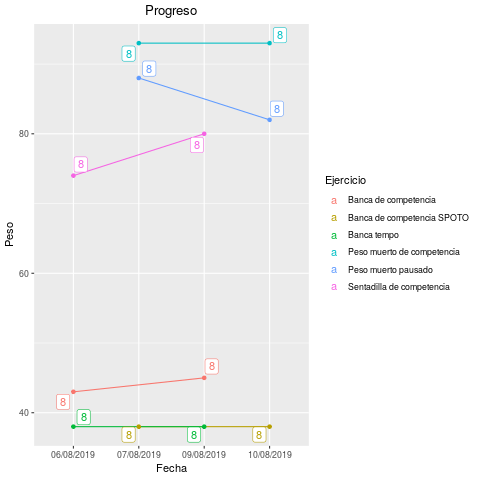 Progreso
8
8
8
8
8
8
8
8
8
8
8
8
80
60
40
Peso
06/08/2019 07/08/2019 09/08/2019 10/08/2019
Fecha
Ejercicio
a Banca de competencia
a Banca de competencia SPOTO
a Banca tempo
a Peso muerto de competencia
a Peso muerto pausado
a Sentadilla de competencia